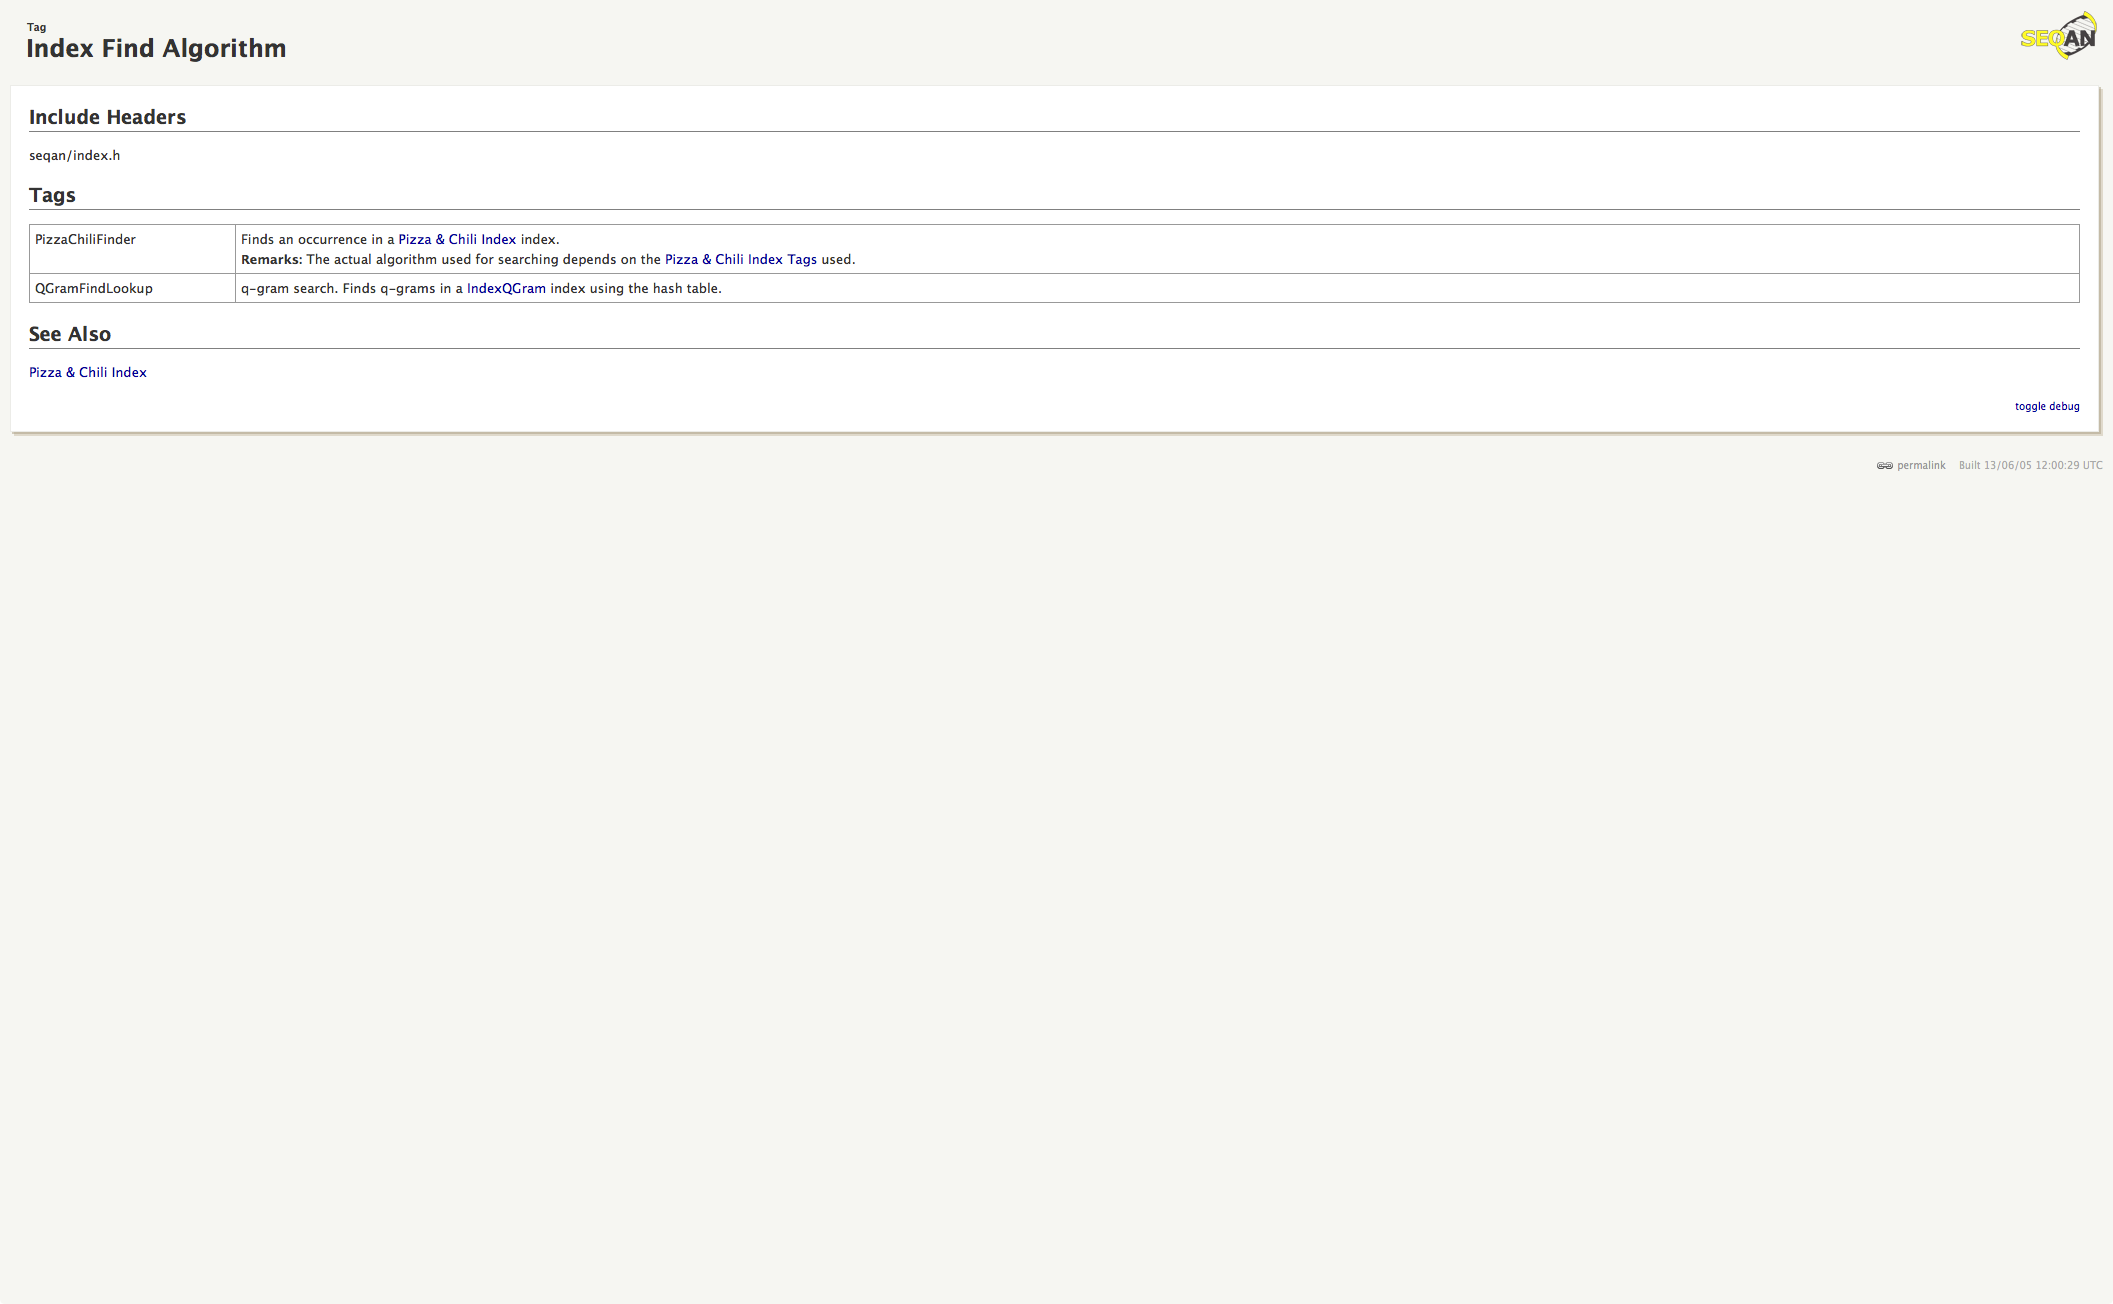 Tag
Index Find Algorithm
SEQAN
Include Headers
seqan/index.h
Tags
PizzaChiliFinder
Finds an occurrence in a Pizza & Chili Index index.
Remarks: The actual algorithm used for searching depends on the Pizza & Chili Index Tags used.
QGramFindLookup
q-gram search. Finds q-grams in a IndexQGram index using the hash table.
See Also
Pizza & Chili Index
toggle debug
permalink Built 13/06/05 12:00:29 UTC